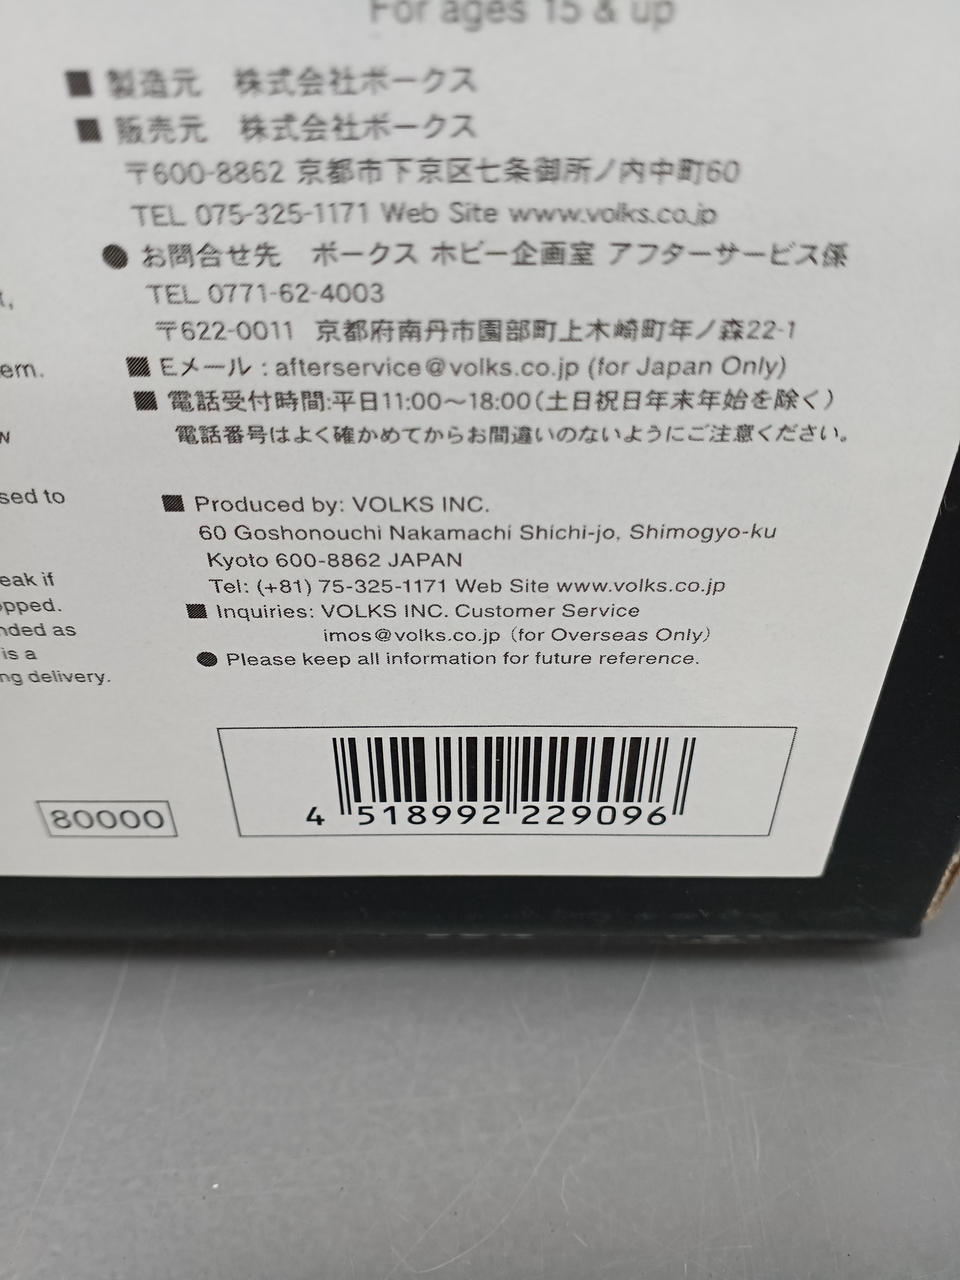 For ages 15 & up
■ 製造元 株式会社ボークス
■ 販売元 株式会社ボークス
〒600-8862 京都市下京区七条御所ノ内中町60
TEL 075-325-1171 Web Site www.volks.co.jp
● お問合せ先 ボークス ホビー企画室 アフターサービス係
TEL 0771-62-4003
〒622-0011 京都府南丹市園部町上木崎町年ノ森22-1
■ Eメール : afterservice@volks.co.jp (for Japan Only)
■ 電話受付時間:平日11:00〜18:00(土日祝日年末年始を除く)
電話番号はよく確かめてからお間違いのないようにご注意ください。
■ Produced by: VOLKS INC.
60 Goshonouchi Nakamachi Shichi-jo, Shimogyo-ku
Kyoto 600-8862 JAPAN
Tel: (+81) 75-325-1171 Web Site www.volks.co.jp
■ Inquiries: VOLKS INC. Customer Service
imos@volks.co.jp (for Overseas Only)
● Please keep all information for future reference.
t,
em.
w
sed to
eak if
opped.
nded as
is a
ng delivery.
80000
4 518992 229096